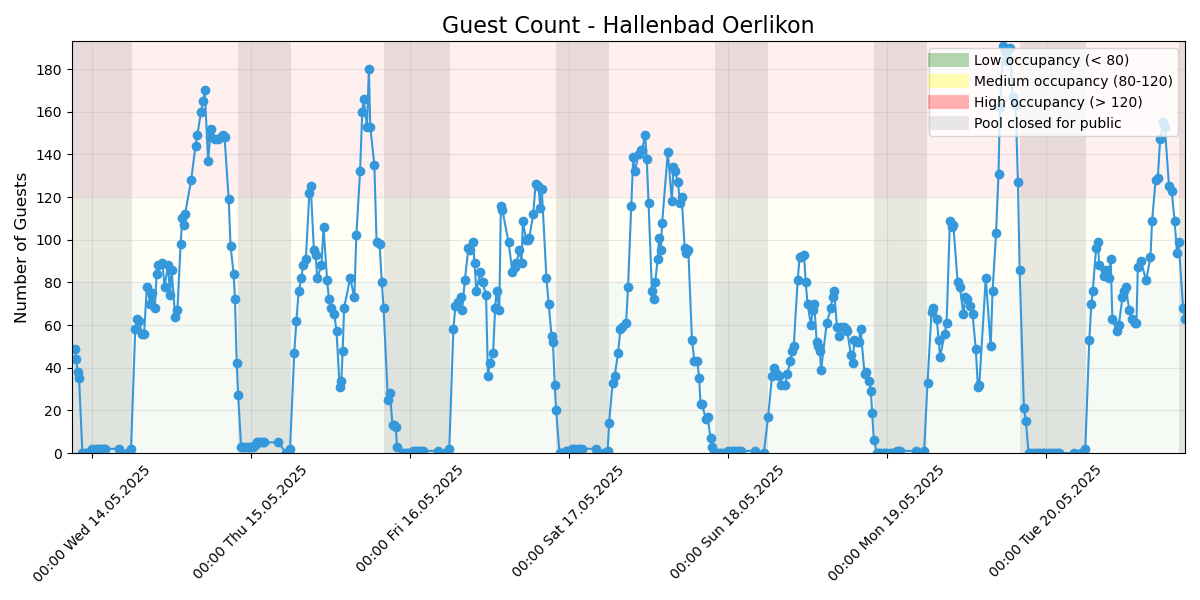 Guest Count - Hallenbad Oerlikon
Number of Guests
180
160
140
120
100
80
60
40
20
0
Low occupancy (< 80)
Medium occupancy (80-120)
High occupancy (> 120)
Pool closed for public
00:00 Wed 14.05.2025
00:00 Thu 15.05.2025
00:00 Fri 16.05.2025
00:00 Sat 17.05.2025
00:00 Sun 18.05.2025
00:00 Mon 19.05.2025
00:00 Tue 20.05.2025